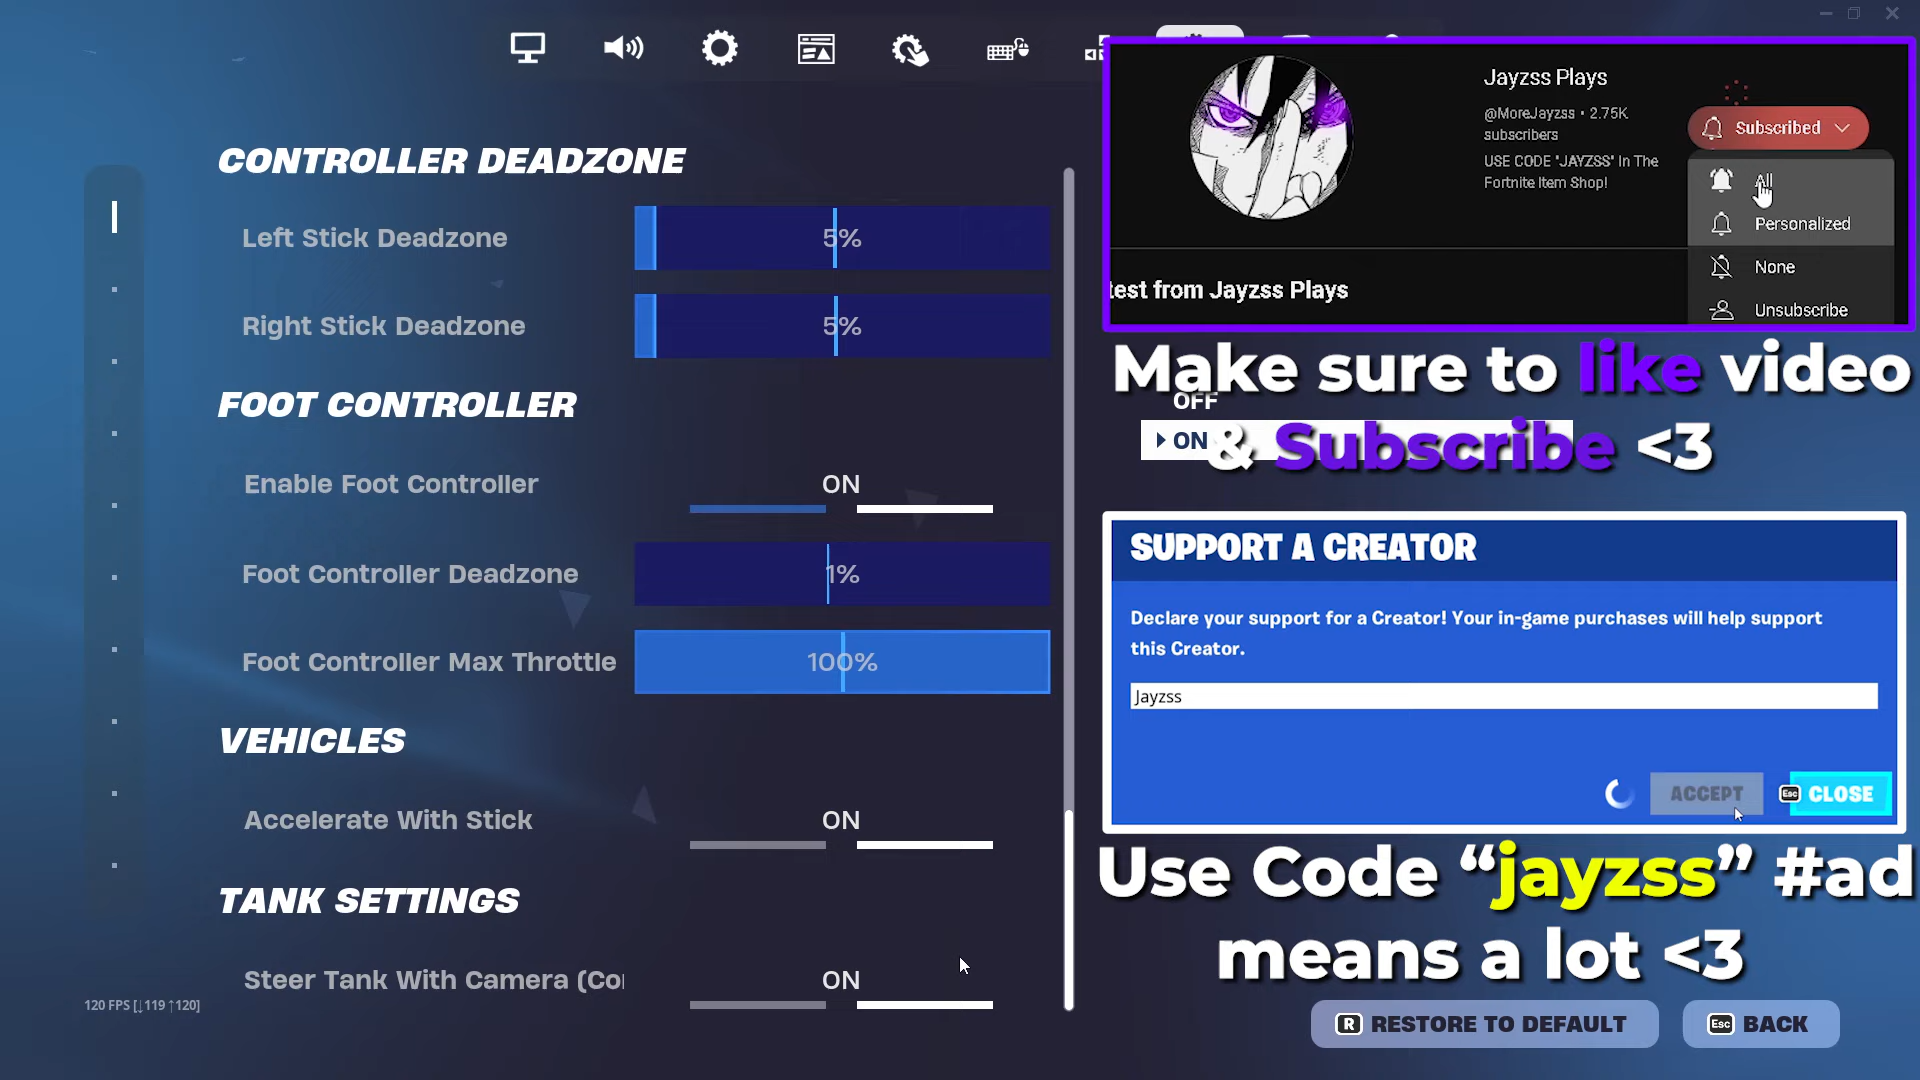 CONTROLLER DEADZONE
Left Stick Deadzone
5%
Right Stick Deadzone
5%
FOOT CONTROLLER
Enable Foot Controller
ON
Foot Controller Deadzone
1%
Foot Controller Max Throttle
100%
VEHICLES
Accelerate With Stick
ON
TANK SETTINGS
Steer Tank With Camera (Co
ON
120 FPS [↓119 ↑120]
Jayzss Plays
@MoreJayzss • 2.75K
subscribers
USE CODE "JAYZSS" In The
Fortnite Item Shop!
Subscribed
All
Personalized
None
Unsubscribe
test from Jayzss Plays
Make sure to like video
& Subscribe <3
OFF
ON
SUPPORT A CREATOR
Declare your support for a Creator! Your in-game purchases will help support
this Creator.
Jayzss
ACCEPT
Esc CLOSE
Use Code “jayzss” #ad
means a lot <3
R RESTORE TO DEFAULT
Esc BACK